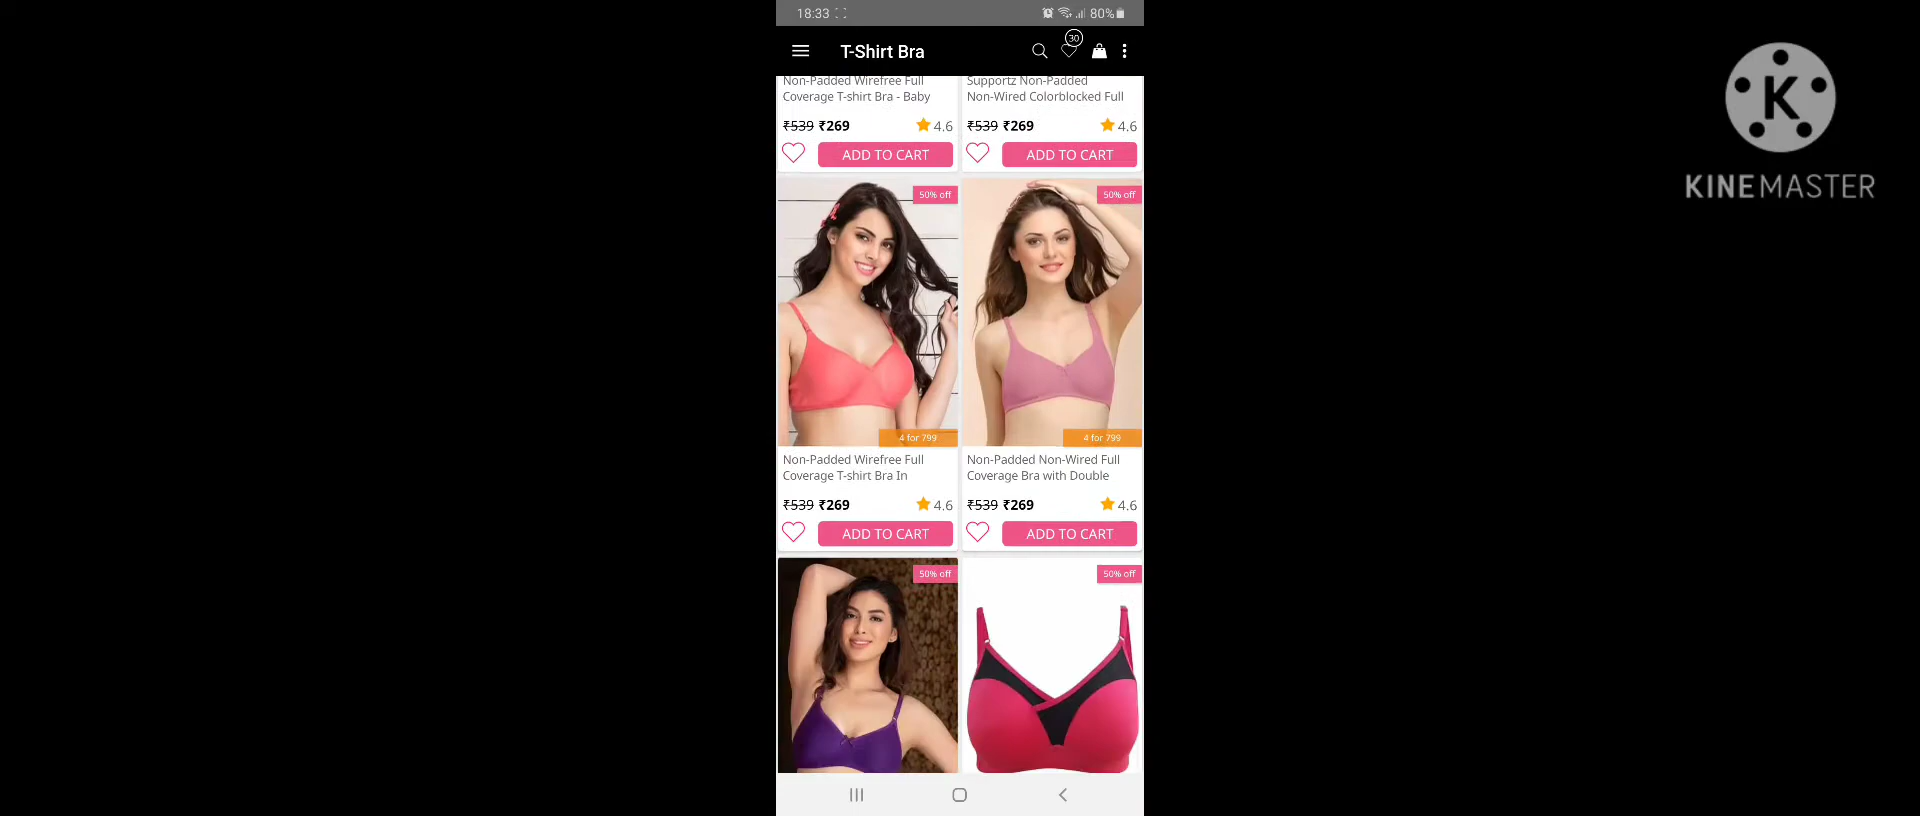 18:33
80%
T-Shirt Bra
30
Non-Padded Wirefree Full
Coverage T-shirt Bra - Baby
₹539 ₹269
4.6
ADD TO CART
Supportz Non-Padded
Non-Wired Colorblocked Full
₹539 ₹269
4.6
ADD TO CART
50% off
4 for 799
Non-Padded Wirefree Full
Coverage T-shirt Bra In
₹539 ₹269
4.6
ADD TO CART
50% off
4 for 799
Non-Padded Non-Wired Full
Coverage Bra with Double
₹539 ₹269
4.6
ADD TO CART
50% off
50% off
K
KINEMASTER